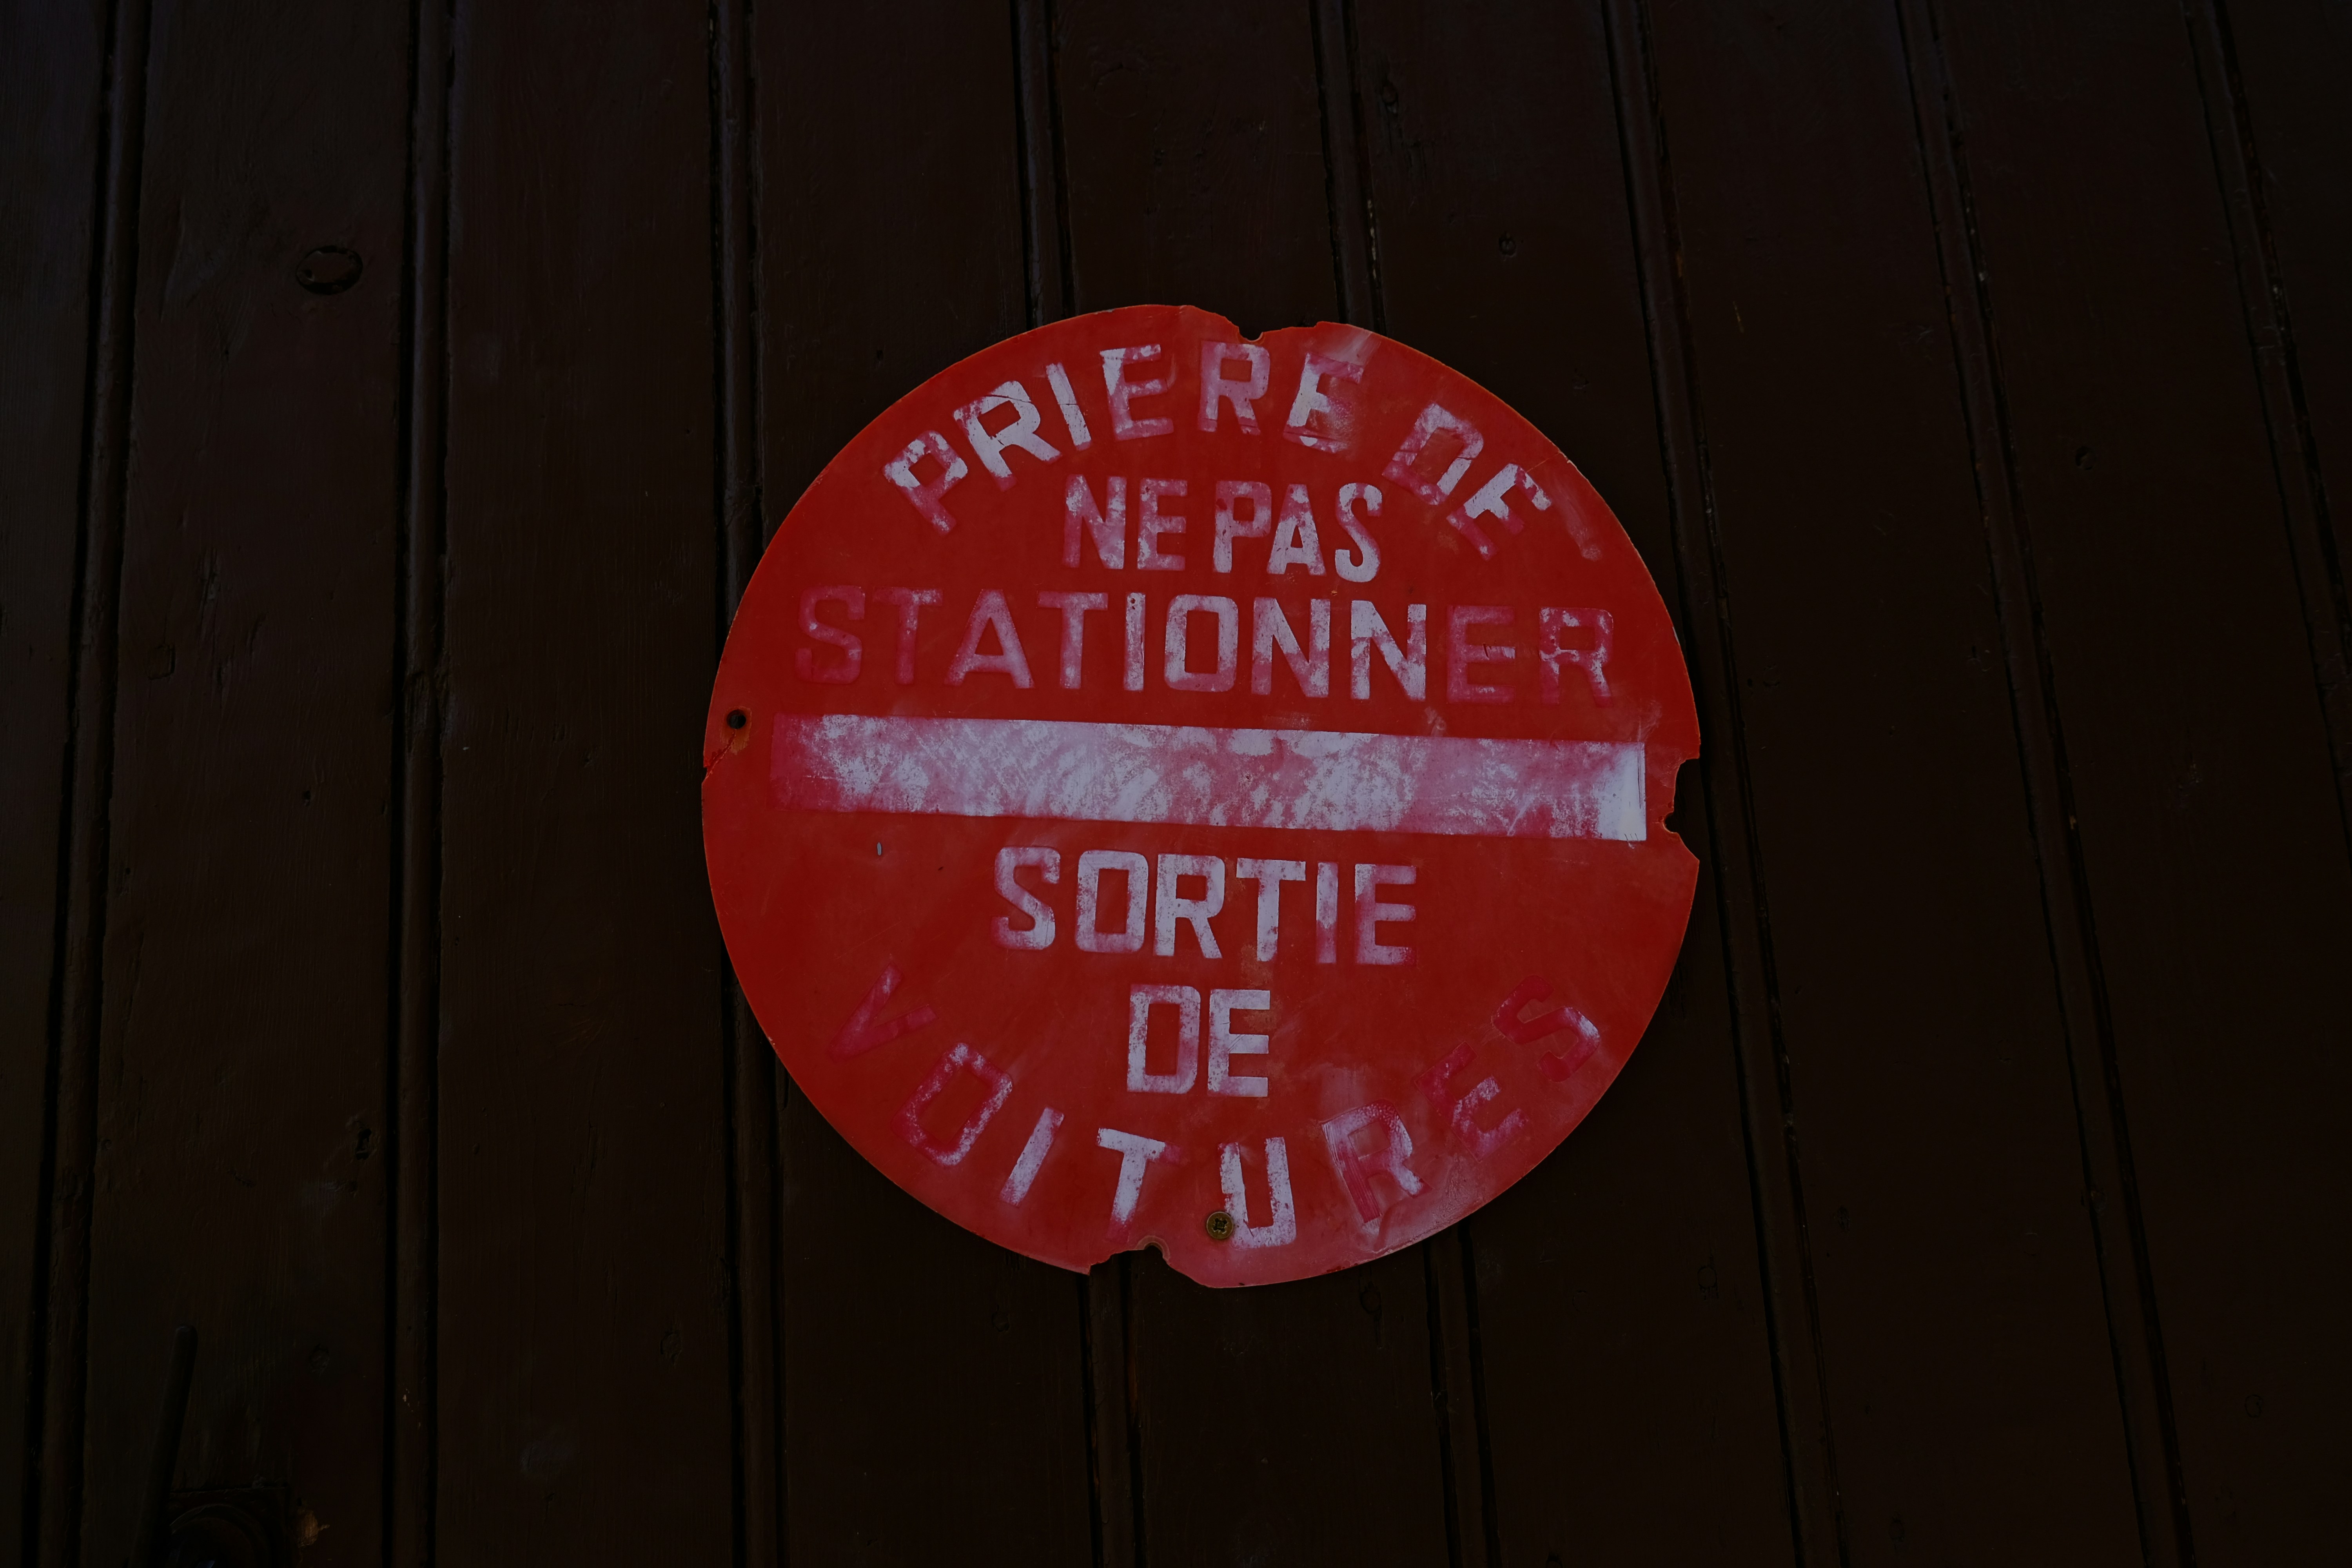 PRIERE DE
NE PAS
STATIONNER
SORTIE
DE
VOITURES